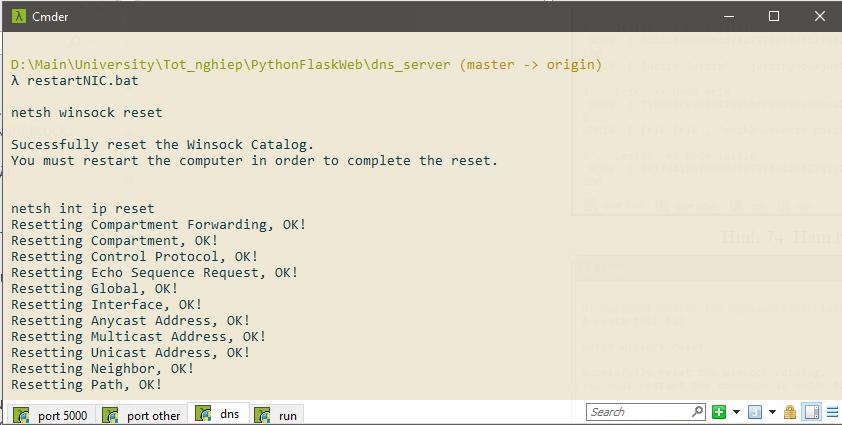 Cmder
D:\Main\University\Tot_nghiep\PythonFlaskWeb\dns_server (master -> origin)
λ restartNIC.bat
netsh winsock reset
Sucessfully reset the Winsock Catalog.
You must restart the computer in order to complete the reset.
netsh int ip reset
Resetting Compartment Forwarding, OK!
Resetting Compartment, OK!
Resetting Control Protocol, OK!
Resetting Echo Sequence Request, OK!
Resetting Global, OK!
Resetting Interface, OK!
Resetting Anycast Address, OK!
Resetting Multicast Address, OK!
Resetting Unicast Address, OK!
Resetting Neighbor, OK!
Resetting Path, OK!
Hình 74
port 5000 port other dns run Search